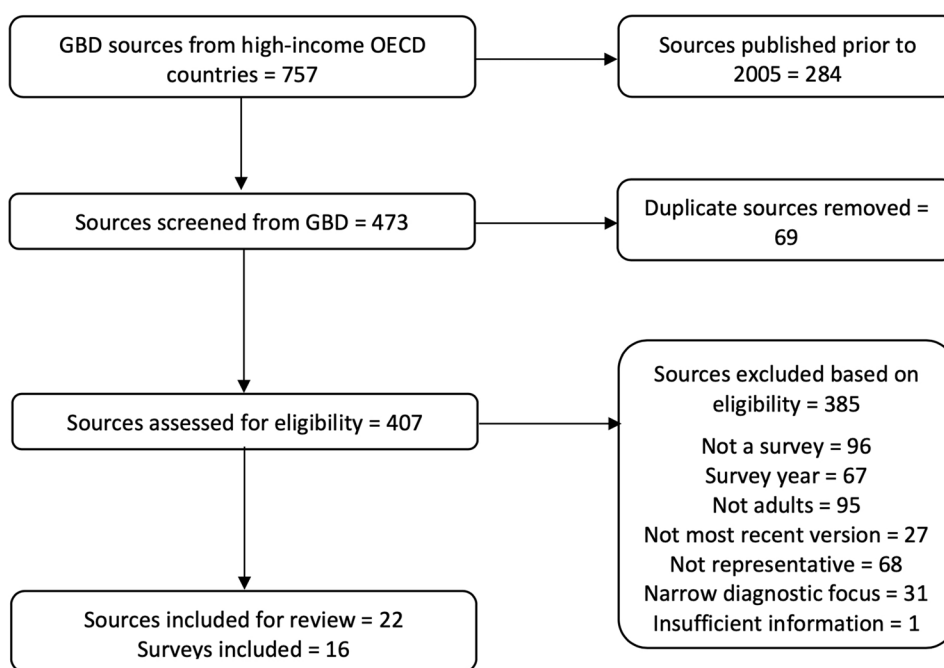 GBD sources from high-income OECD
countries = 757
Sources published prior to
2005 = 284
Sources screened from GBD = 473
Duplicate sources removed =
69
Sources assessed for eligibility = 407
Sources excluded based on
eligibility = 385
Not a survey = 96
Survey year = 67
Not adults = 95
Not most recent version = 27
Not representative = 68
Narrow diagnostic focus = 31
Insufficient information = 1
Sources included for review = 22
Surveys included = 16